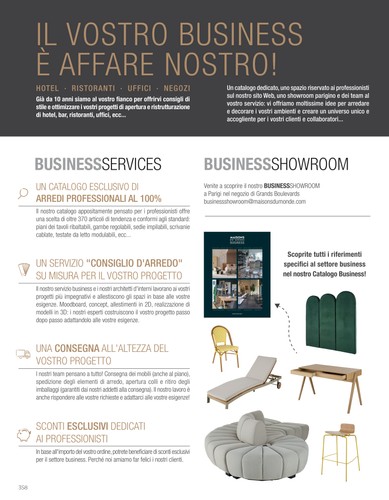 IL VOSTRO BUSINESS
È AFFARE NOSTRO!
HOTEL - RISTORANTI - UFFICI - NEGOZI
Già da 10 anni siamo al vostro fianco per offrirvi consigli di
stile e ottimizzare i vostri progetti di apertura e ristrutturazione
di hotel, bar, ristoranti, uffici, ecc...
Un catalogo dedicato, uno spazio riservato ai professionisti
sul nostro sito Web, uno showroom parigino e dei team al
vostro servizio: vi offriamo moltissime idee per arredare
e decorare i vostri ambienti e creare un universo unico e
accogliente per i vostri clienti e collaboratori...
BUSINESSSERVICES
UN CATALOGO ESCLUSIVO DI
ARREDI PROFESSIONALI AL 100%
Il nostro catalogo appositamente pensato per i professionisti offre
una scelta di oltre 370 articoli di tendenza e conformi agli standard:
piani dei tavoli ribaltabili, gambe regolabili, sedie impilabili, scrivanie
cablate, testate da letto modulabili, ecc...
UN SERVIZIO "CONSIGLIO D'ARREDO"
SU MISURA PER IL VOSTRO PROGETTO
Il nostro servizio business e i nostri architetti d'interni lavorano ai vostri
progetti più impegnativi e allestiscono gli spazi in base alle vostre
esigenze. Moodboard, concept, allestimenti in 2D, realizzazione di
modelli in 3D: i nostri esperti costruiscono il vostro progetto passo
dopo passo adattandolo alle vostre esigenze.
UNA CONSEGNA ALL'ALTEZZA DEL
VOSTRO PROGETTO
I nostri team pensano a tutto! Consegna dei mobili (anche al piano),
spedizione degli elementi di arredo, apertura colli e ritiro degli
imballaggi (garantiti dai nostri addetti alla consegna). Il nostro lavoro è
anche rispondere alle vostre richieste e adattarci alle vostre esigenze!
SCONTI ESCLUSIVI DEDICATI
AI PROFESSIONISTI
In base all'importo del vostro ordine, potrete beneficiare di sconti esclusivi
per il settore business. Perché noi amiamo far felici i nostri clienti.
BUSINESSSHOWROOM
Venite a scoprire il nostro BUSINESSSHOWROOM
a Parigi nel negozio di Grands Boulevards
businessshowroom@maisonsdumonde.com
MAISONS
DU MONDE
BUSINESS
Scoprite tutti i riferimenti
specifici al settore business
nel nostro Catalogo Business!
358